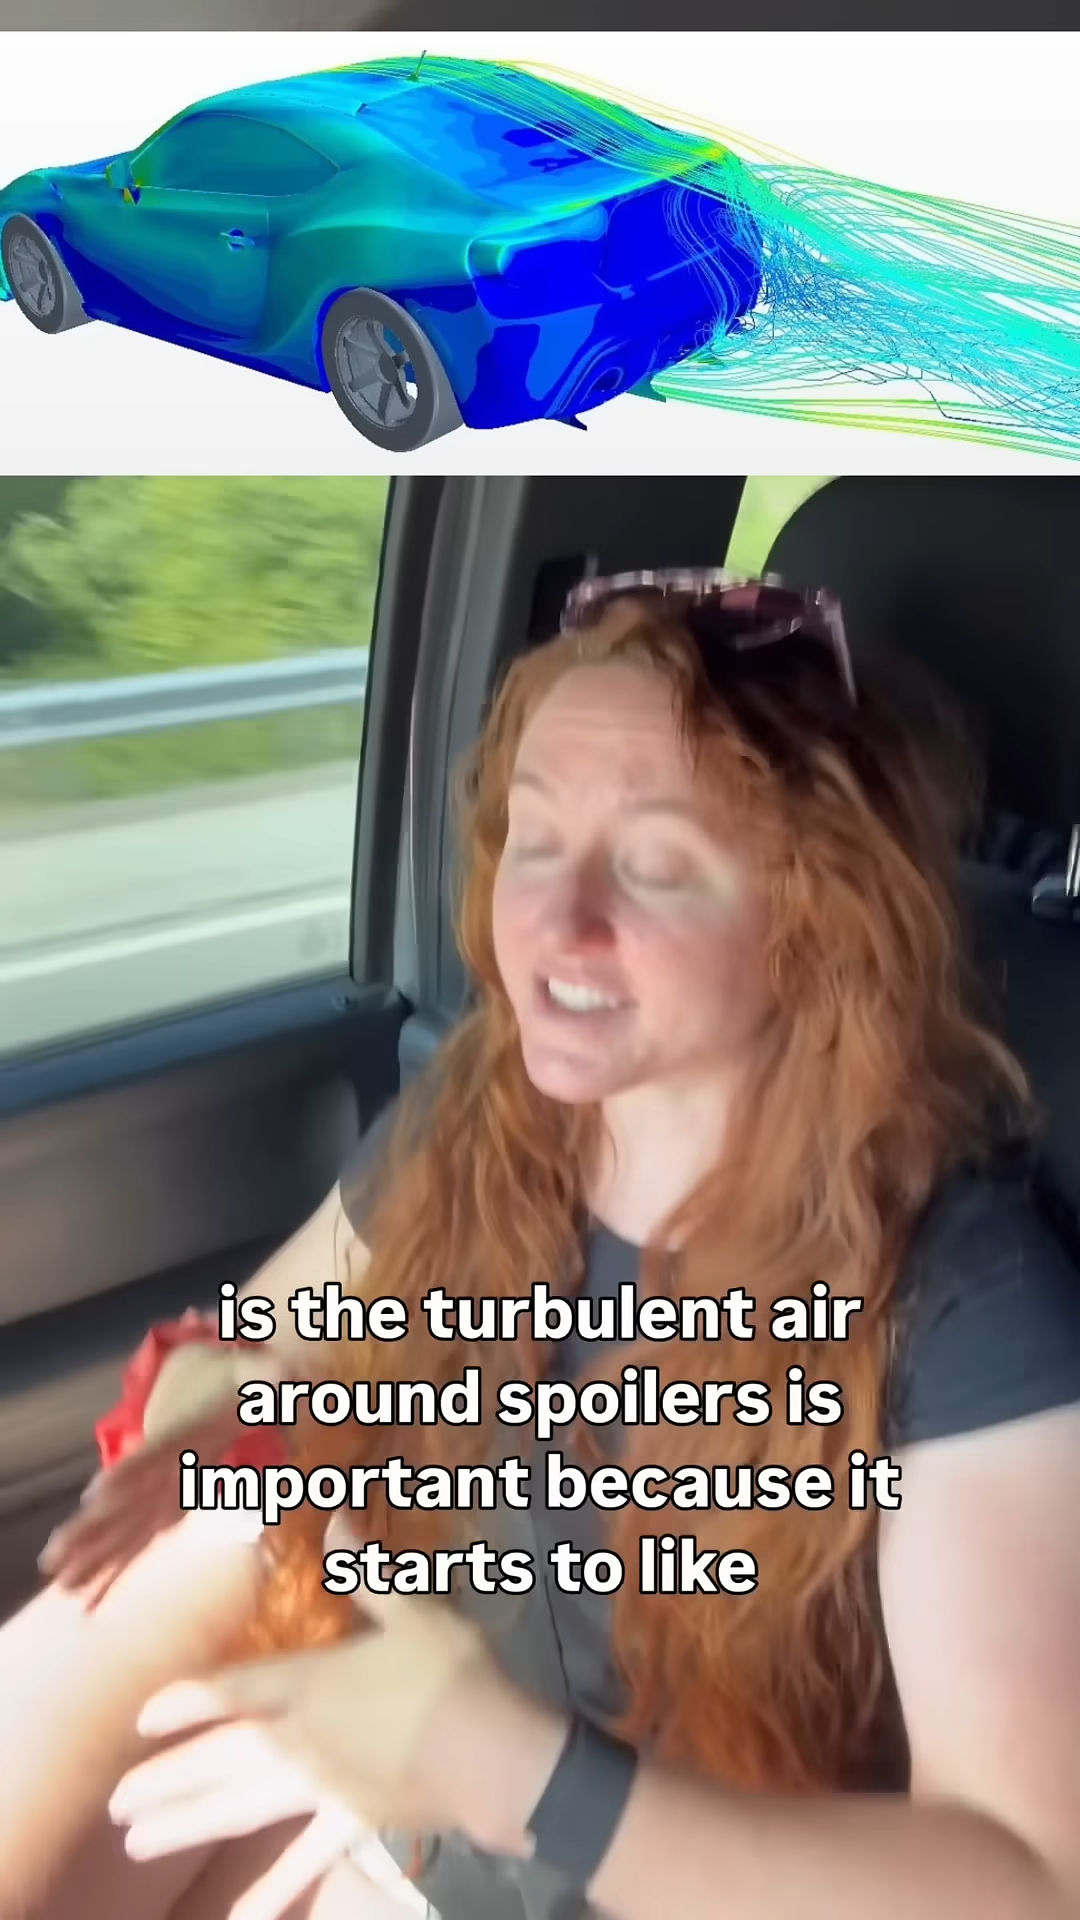 is the turbulent air
around spoilers is
important because it
starts to like